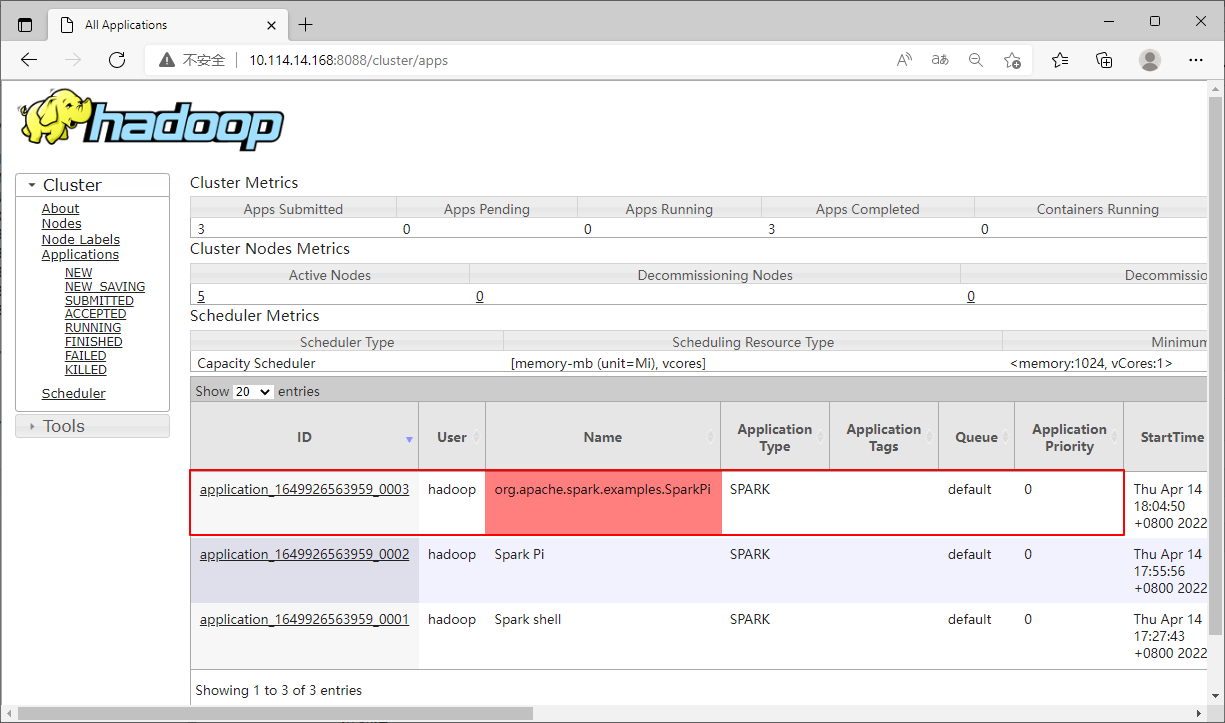 All Applications
不安全 10.114.14.168:8088/cluster/apps
hadoop
Cluster
About
Nodes
Node Labels
Applications
NEW
NEW_SAVING
SUBMITTED
ACCEPTED
RUNNING
FINISHED
FAILED
KILLED
Scheduler
Tools
Cluster Metrics
Apps Submitted Apps Pending Apps Running Apps Completed Containers Running
3 0 0 3 0
Cluster Nodes Metrics
Active Nodes Decommissioning Nodes Decommissio
5 0 0
Scheduler Metrics
Scheduler Type Scheduling Resource Type Minimum
Capacity Scheduler [memory-mb (unit=Mi), vcores] <memory:1024, vCores:1>
Show 20 entries
ID User Name Application Type Application Tags Queue Application Priority StartTime
application_1649926563959_0003 hadoop org.apache.spark.examples.SparkPi SPARK default 0 Thu Apr 14
18:04:50
+0800 2022
application_1649926563959_0002 hadoop Spark Pi SPARK default 0 Thu Apr 14
17:55:56
+0800 2022
application_1649926563959_0001 hadoop Spark shell SPARK default 0 Thu Apr 14
17:27:43
+0800 2022
Showing 1 to 3 of 3 entries